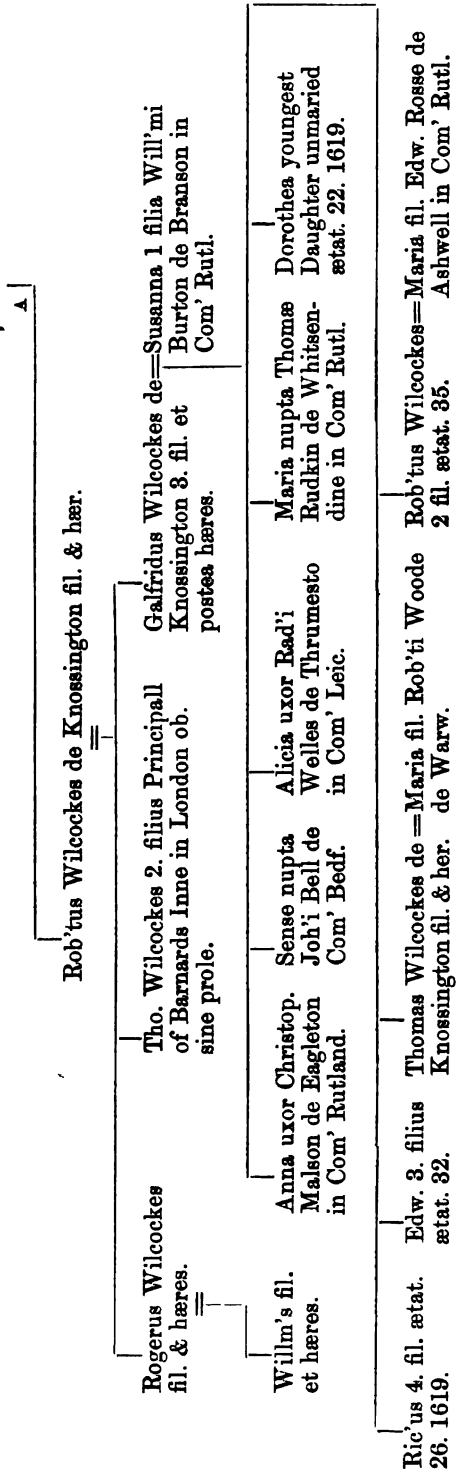 A
Rob'tus Wilcockes de Knossington fil. & hær.
Rogerus Wilcockes
fil. & hæres.
Tho. Wilcockes 2. filius Principall
of Barnards Inne in London ob.
sine prole.
Galfridus Wilcockes de=Susanna 1 filia Will'mi
Knossington 3. fil. et Burton de Branson in
postea hæres. Com' Rutl.
Willm's fil.
et hæres.
Anna uxor Christop.
Malson de Eagleton
in Com' Rutland.
Sense nupta
Joh'i Bell de
Com' Bedf.
Alicia uxor Rad'i
Welles de Thrumesto
in Com' Leic.
Maria nupta Thomæ
Rudkin de Whitsen-
dine in Com' Rutl.
Dorothea youngest
Daughter unmaried
ætat. 22. 1619.
Ric'us 4. fil. ætat.
26. 1619.
Edw. 3. filius
ætat. 32.
Thomas Wilcockes de=Maria fil. Rob'ti Woode
Knossington fil. & her. de Warw.
Rob'tus Wilcockes=Maria fil. Edw. Rosse de
2 fil. ætat. 35. Ashwell in Com' Rutl.